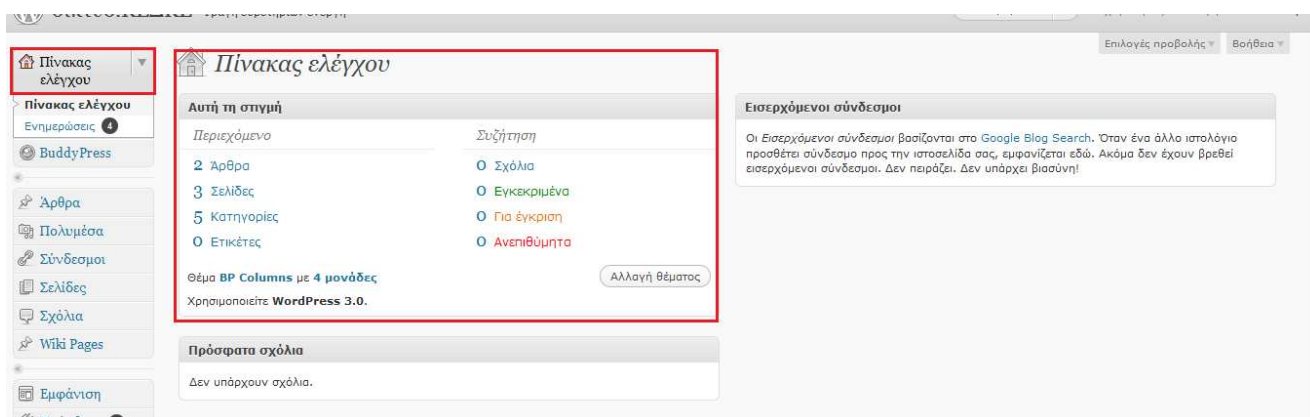 Επιλογές προβολής
Βοήθεια
Πίνακας
ελέγχου
Πίνακας ελέγχου
Ενημερώσεις 4
BuddyPress
Άρθρα
Πολυμέσα
Σύνδεσμοι
Σελίδες
Σχόλια
Wiki Pages
Εμφάνιση
Πίνακας ελέγχου
Αυτή τη στιγμή
Περιεχόμενο
Συζήτηση
2 Άρθρα
0 Σχόλια
3 Σελίδες
0 Εγκεκριμένα
5 Κατηγορίες
0 Για έγκριση
0 Ετικέτες
0 Ανεπιθύμητα
Θέμα BP Columns με 4 μονάδες
Αλλαγή θέματος
Χρησιμοποιείτε WordPress 3.0.
Πρόσφατα σχόλια
Δεν υπάρχουν σχόλια.
Εισερχόμενοι σύνδεσμοι
Οι Εισερχόμενοι σύνδεσμοι βασίζονται στο Google Blog Search. Όταν ένα άλλο ιστολόγιο
προσθέτει σύνδεσμο προς την ιστοσελίδα σας, εμφανίζεται εδώ. Ακόμα δεν έχουν βρεθεί
εισερχόμενοι σύνδεσμοι. Δεν πειράζει. Δεν υπάρχει βιασύνη!